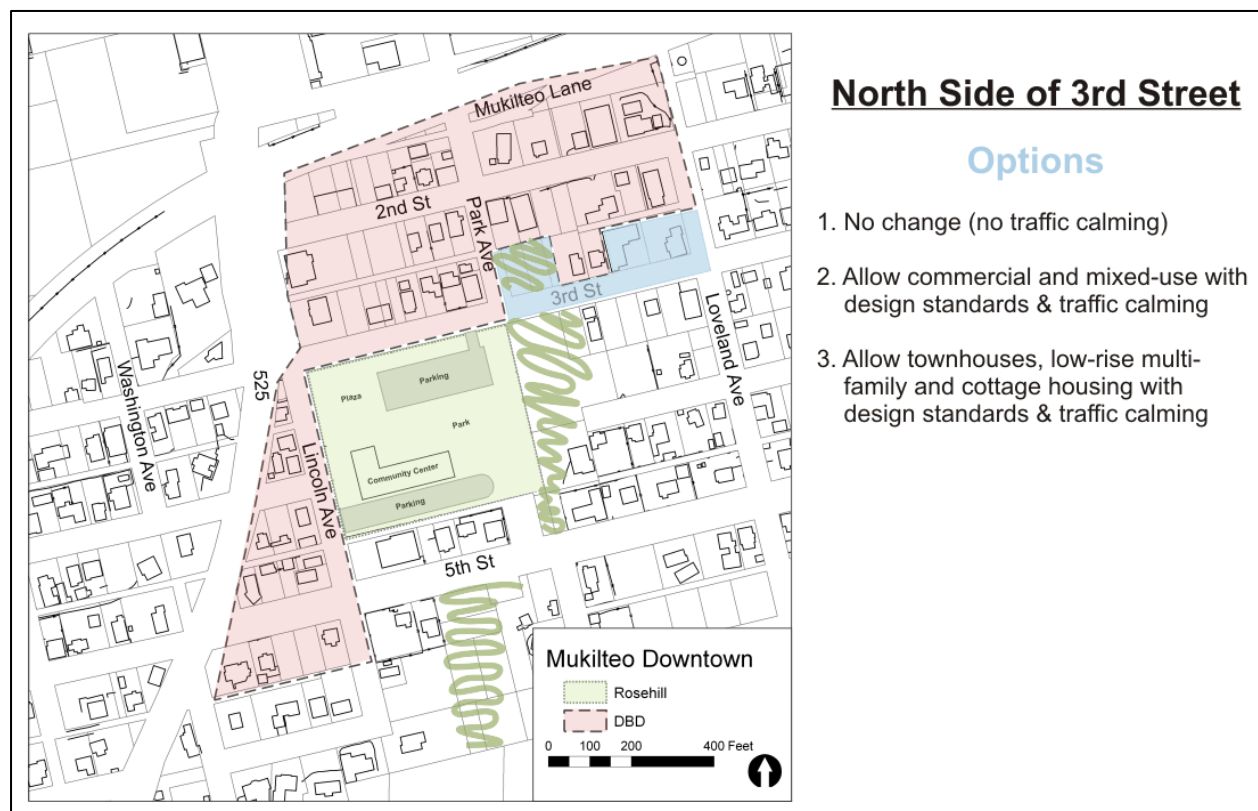 North Side of 3rd Street
Options
1. No change (no traffic calming)
2. Allow commercial and mixed-use with
design standards & traffic calming
3. Allow townhouses, low-rise multi-
family and cottage housing with
design standards & traffic calming
Mukilteo Lane
2nd St
Park Ave
3rd St
Loveland Ave
Washington Ave
525
Lincoln Ave
Parking
Plaza
Park
Community Center
Parking
5th St
Mukilteo Downtown
Rosehill
DBD
0 100 200 400 Feet